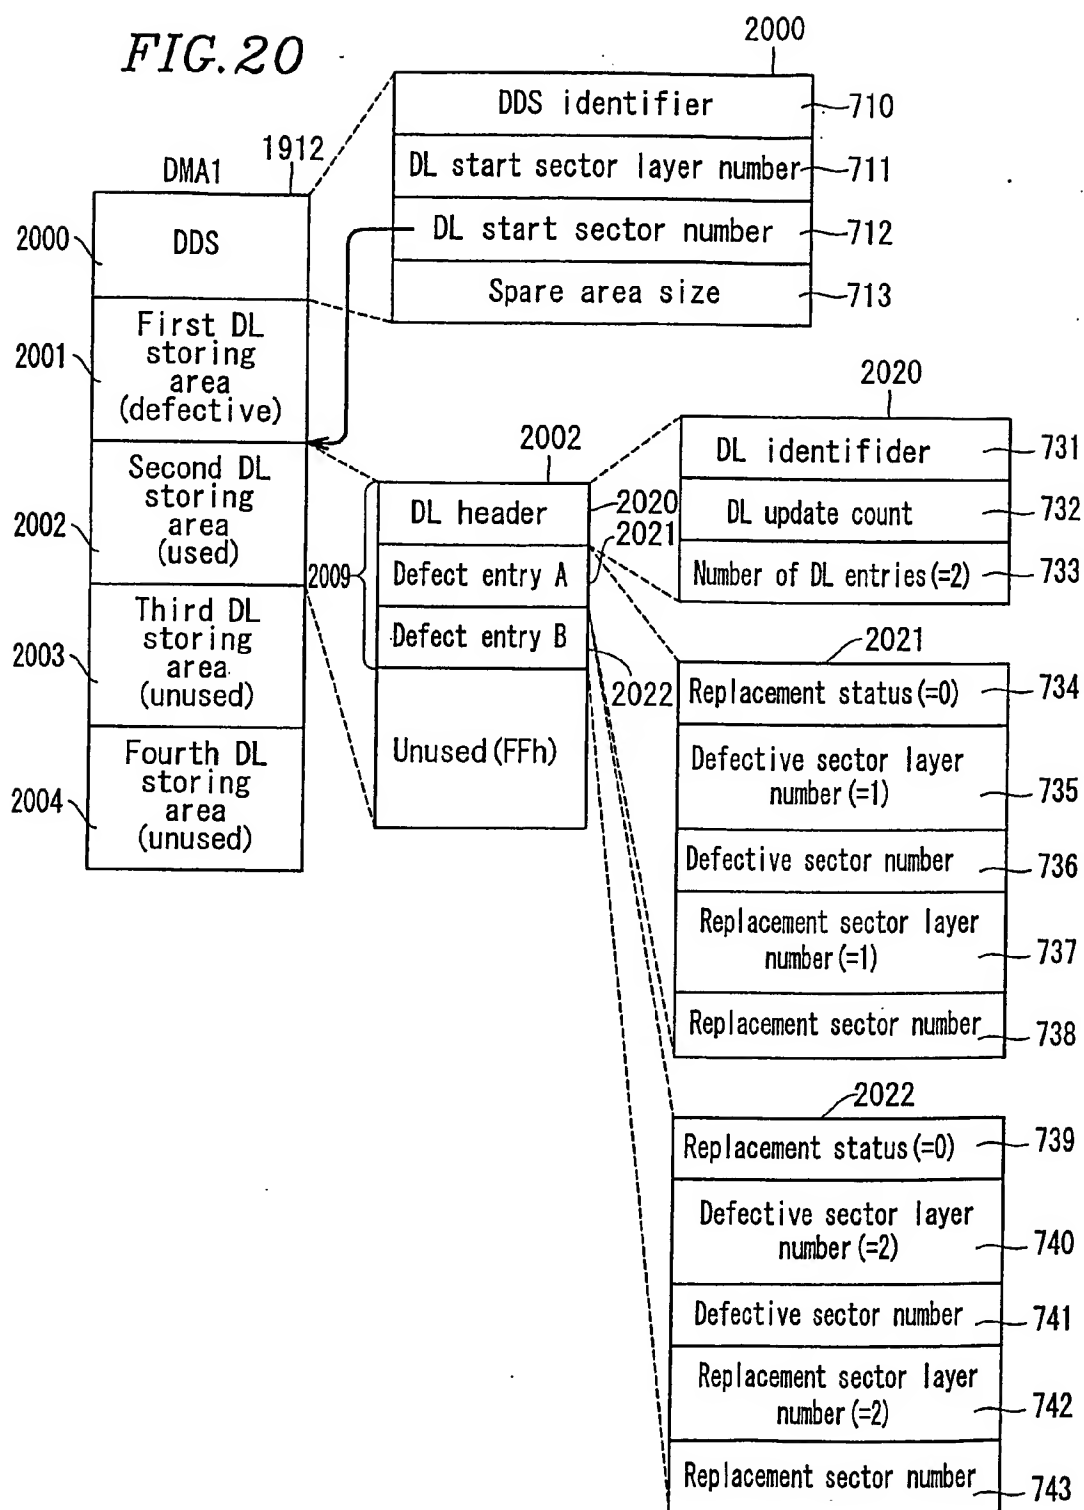 FIG.20
2000
DDS identifier
710
DL start sector layer number
711
DL start sector number
712
Spare area size
713
DMA1
1912
2000
DDS
2001
First DL
storing
area
(defective)
2002
Second DL
storing
area
(used)
2003
Third DL
storing
area
(unused)
2004
Fourth DL
storing
area
(unused)
2002
2009
DL header
2020
2021
Defect entry A
Defect entry B
2022
Unused(FFh)
2020
DL identifider
731
DL update count
732
Number of DL entries(=2)
733
2021
Replacement status(=0)
734
Defective sector layer
number(=1)
735
Defective sector number
736
Replacement sector layer
number(=1)
737
Replacement sector number
738
2022
Replacement status(=0)
739
Defective sector layer
number(=2)
740
Defective sector number
741
Replacement sector layer
number(=2)
742
Replacement sector number
743